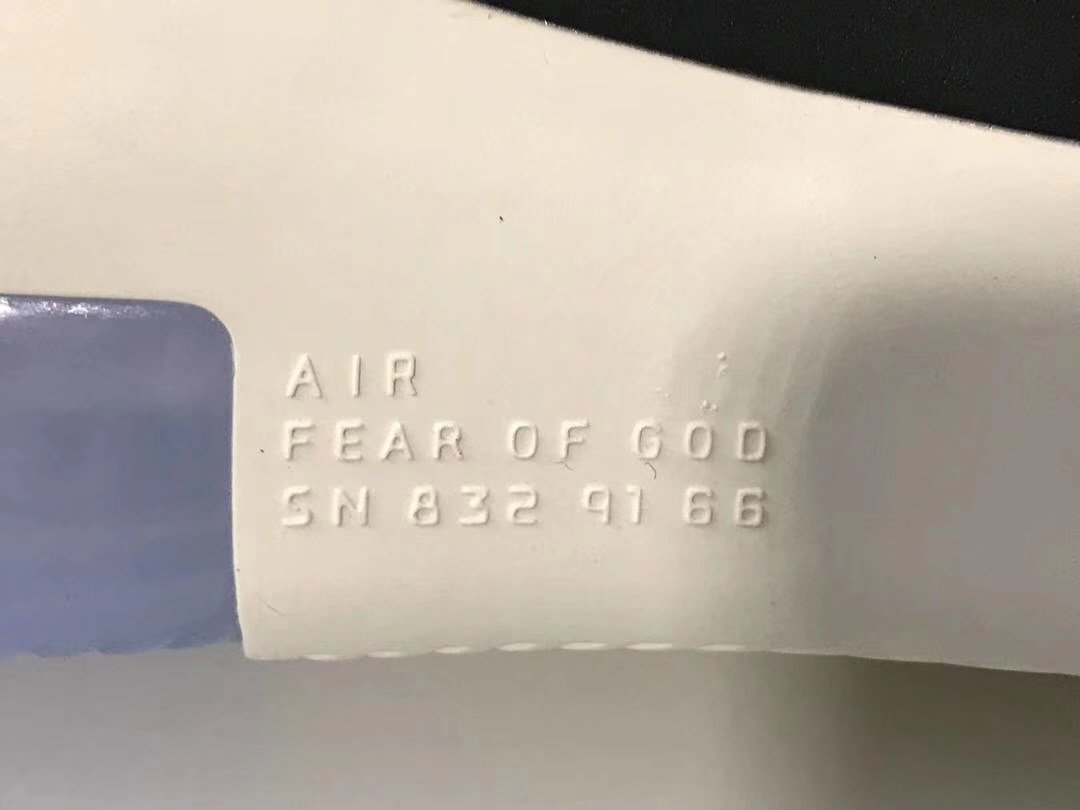 AIR
FEAR OF GOD
SN 832 91 66